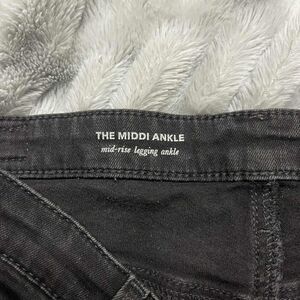 THE MIDDI ANKLE
mid-rise legging ankle